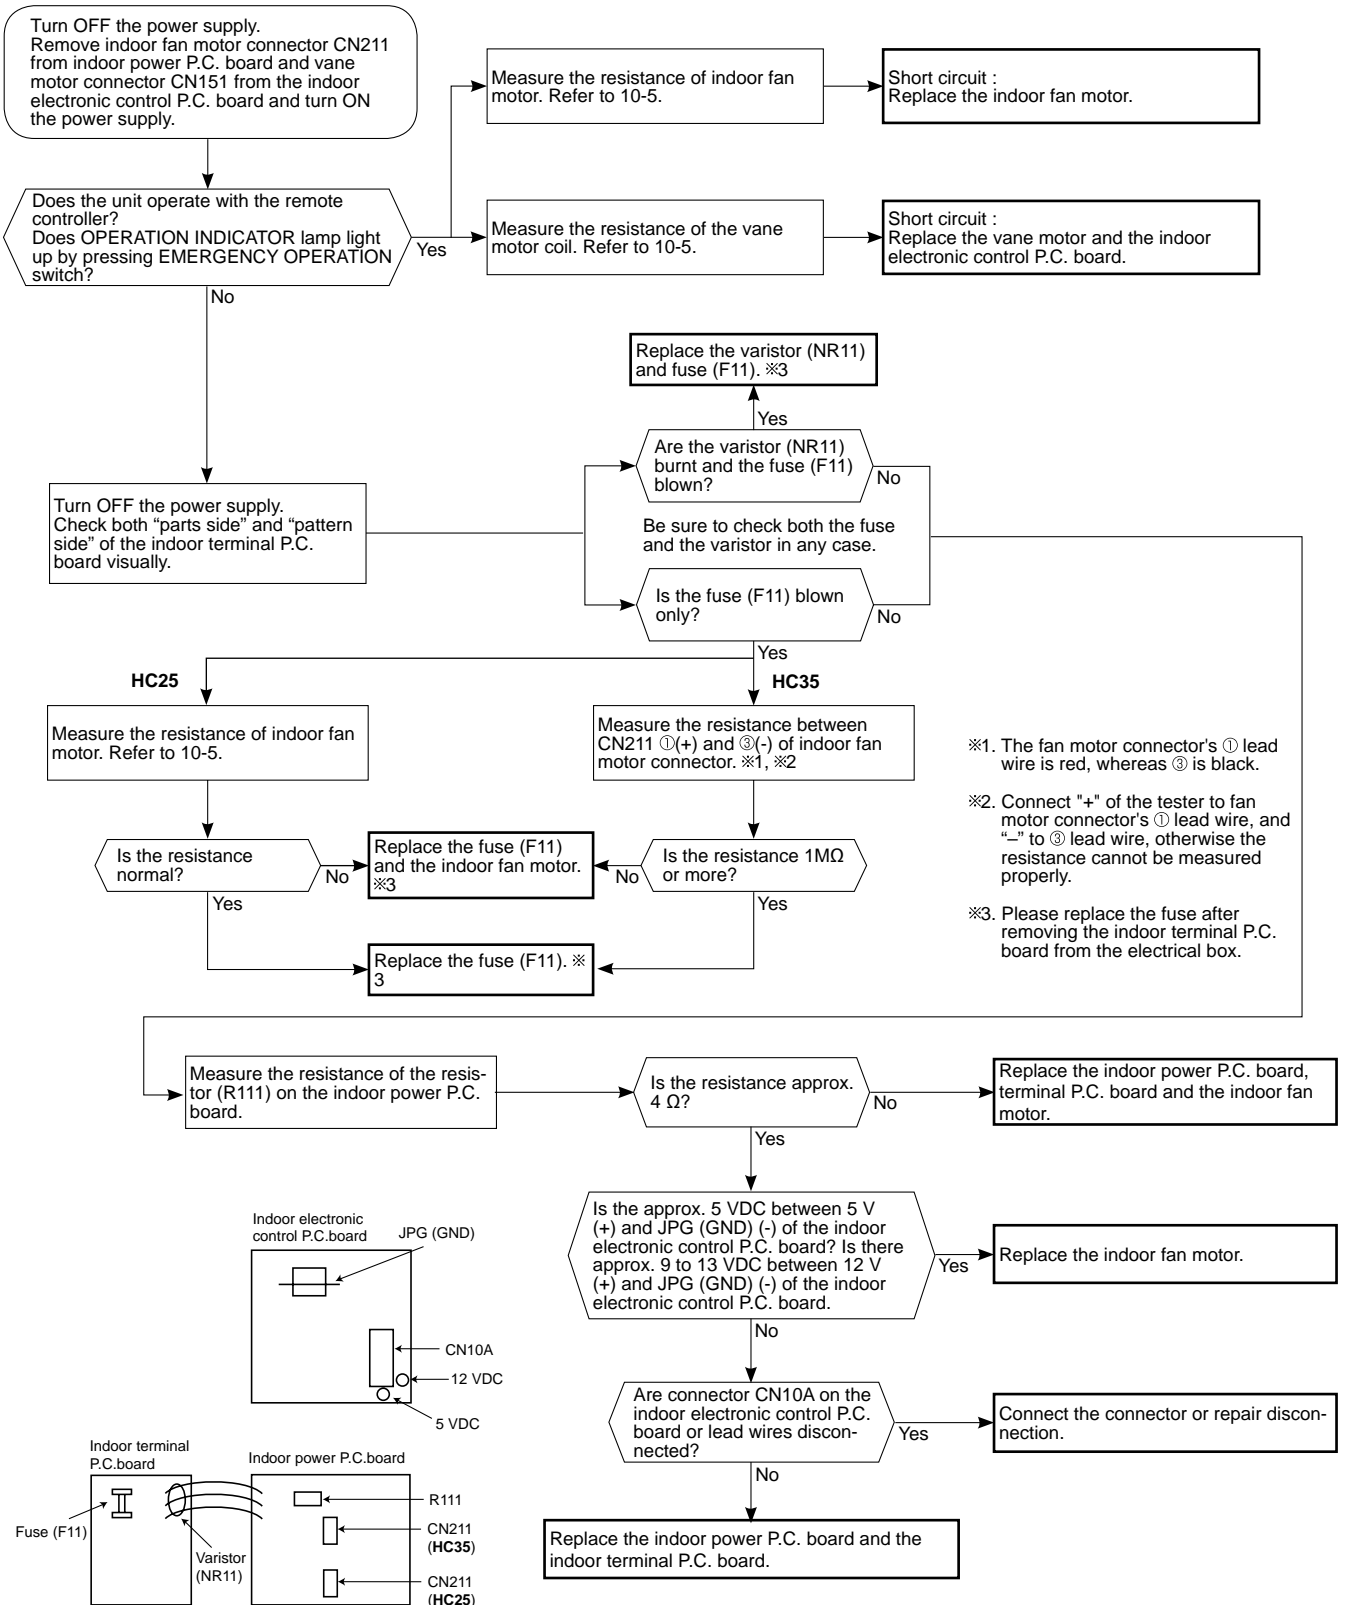 Turn OFF the power supply.
Remove indoor fan motor connector CN211
from indoor power P.C. board and vane
motor connector CN151 from the indoor
electronic control P.C. board and turn ON
the power supply.
Measure the resistance of indoor fan
motor. Refer to 10-5.
Short circuit :
Replace the indoor fan motor.
Does the unit operate with the remote
controller?
Does OPERATION INDICATOR lamp light
up by pressing EMERGENCY OPERATION
switch?
Yes
Measure the resistance of the vane
motor coil. Refer to 10-5.
Short circuit :
Replace the vane motor and the indoor
electronic control P.C. board.
No
Replace the varistor (NR11)
and fuse (F11). ※3
Yes
Are the varistor (NR11)
burnt and the fuse (F11)
blown?
No
Turn OFF the power supply.
Check both “parts side” and “pattern
side” of the indoor terminal P.C.
board visually.
Be sure to check both the fuse
and the varistor in any case.
Is the fuse (F11) blown
only?
No
Yes
HC25
HC35
Measure the resistance of indoor fan
motor. Refer to 10-5.
Measure the resistance between
CN211 ①(+) and ③(-) of indoor fan
motor connector. ※1, ※2
※1. The fan motor connector's ① lead
wire is red, whereas ③ is black.
※2. Connect "+" of the tester to fan
motor connector's ① lead wire, and
“–” to ③ lead wire, otherwise the
resistance cannot be measured
properly.
※3. Please replace the fuse after
removing the indoor terminal P.C.
board from the electrical box.
Is the resistance
normal?
No
Replace the fuse (F11)
and the indoor fan motor.
※3
No
Is the resistance 1MΩ
or more?
Yes
Yes
Replace the fuse (F11). ※
3
Measure the resistance of the resis-
tor (R111) on the indoor power P.C.
board.
Is the resistance approx.
4 Ω?
No
Replace the indoor power P.C. board,
terminal P.C. board and the indoor fan
motor.
Yes
Is the approx. 5 VDC between 5 V
(+) and JPG (GND) (-) of the indoor
electronic control P.C. board? Is there
approx. 9 to 13 VDC between 12 V
(+) and JPG (GND) (-) of the indoor
electronic control P.C. board.
Yes
Replace the indoor fan motor.
No
Are connector CN10A on the
indoor electronic control P.C.
board or lead wires discon-
nected?
Yes
Connect the connector or repair discon-
nection.
No
Replace the indoor power P.C. board and the
indoor terminal P.C. board.
Indoor electronic
control P.C.board
JPG (GND)
CN10A
12 VDC
5 VDC
Indoor terminal
P.C.board
Indoor power P.C.board
Fuse (F11)
Varistor
(NR11)
R111
CN211
(HC35)
CN211
(HC25)